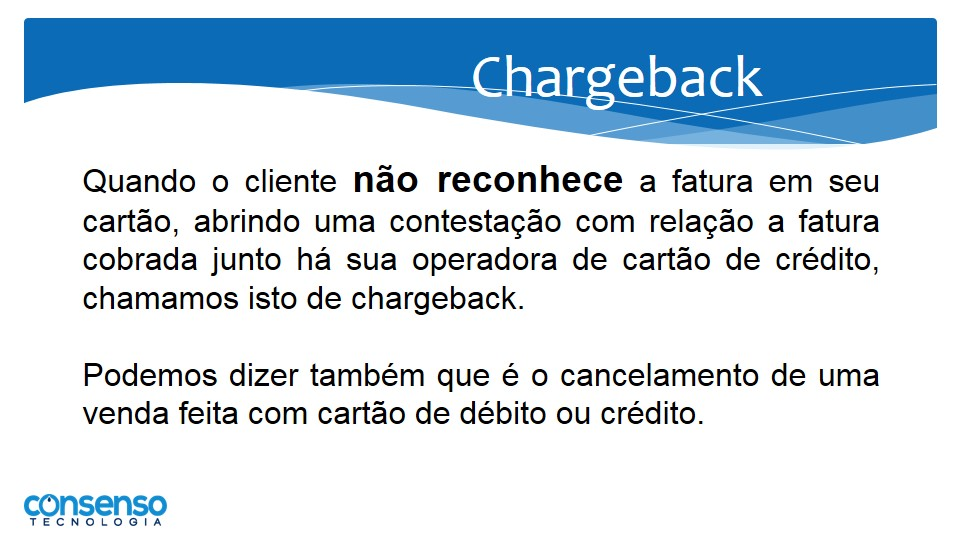 Chargeback
Quando o cliente não reconhece a fatura em seu
cartão, abrindo uma contestação com relação a fatura
cobrada junto há sua operadora de cartão de crédito,
chamamos isto de chargeback.
Podemos dizer também que é o cancelamento de uma
venda feita com cartão de débito ou crédito.
consenso
TECNOLOGIA